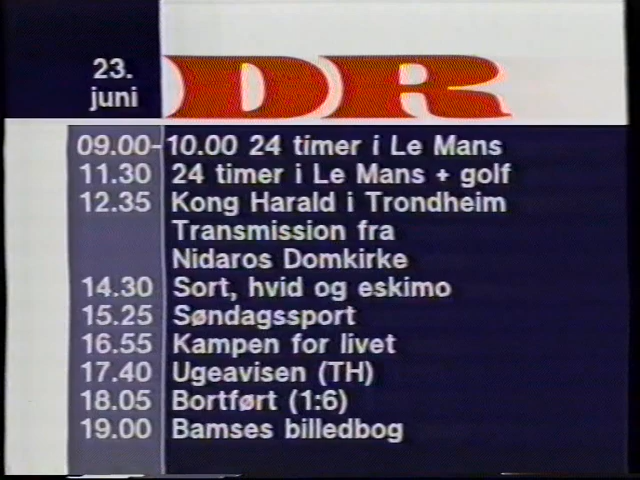 23.
juni
DR
09.00-10.00 24 timer i Le Mans
11.30 24 timer i Le Mans + golf
12.35 Kong Harald i Trondheim
Transmission fra
Nidaros Domkirke
14.30 Sort, hvid og eskimo
15.25 Søndagssport
16.55 Kampen for livet
17.40 Ugeavisen (TH)
18.05 Bortført (1:6)
19.00 Bamses billedbog